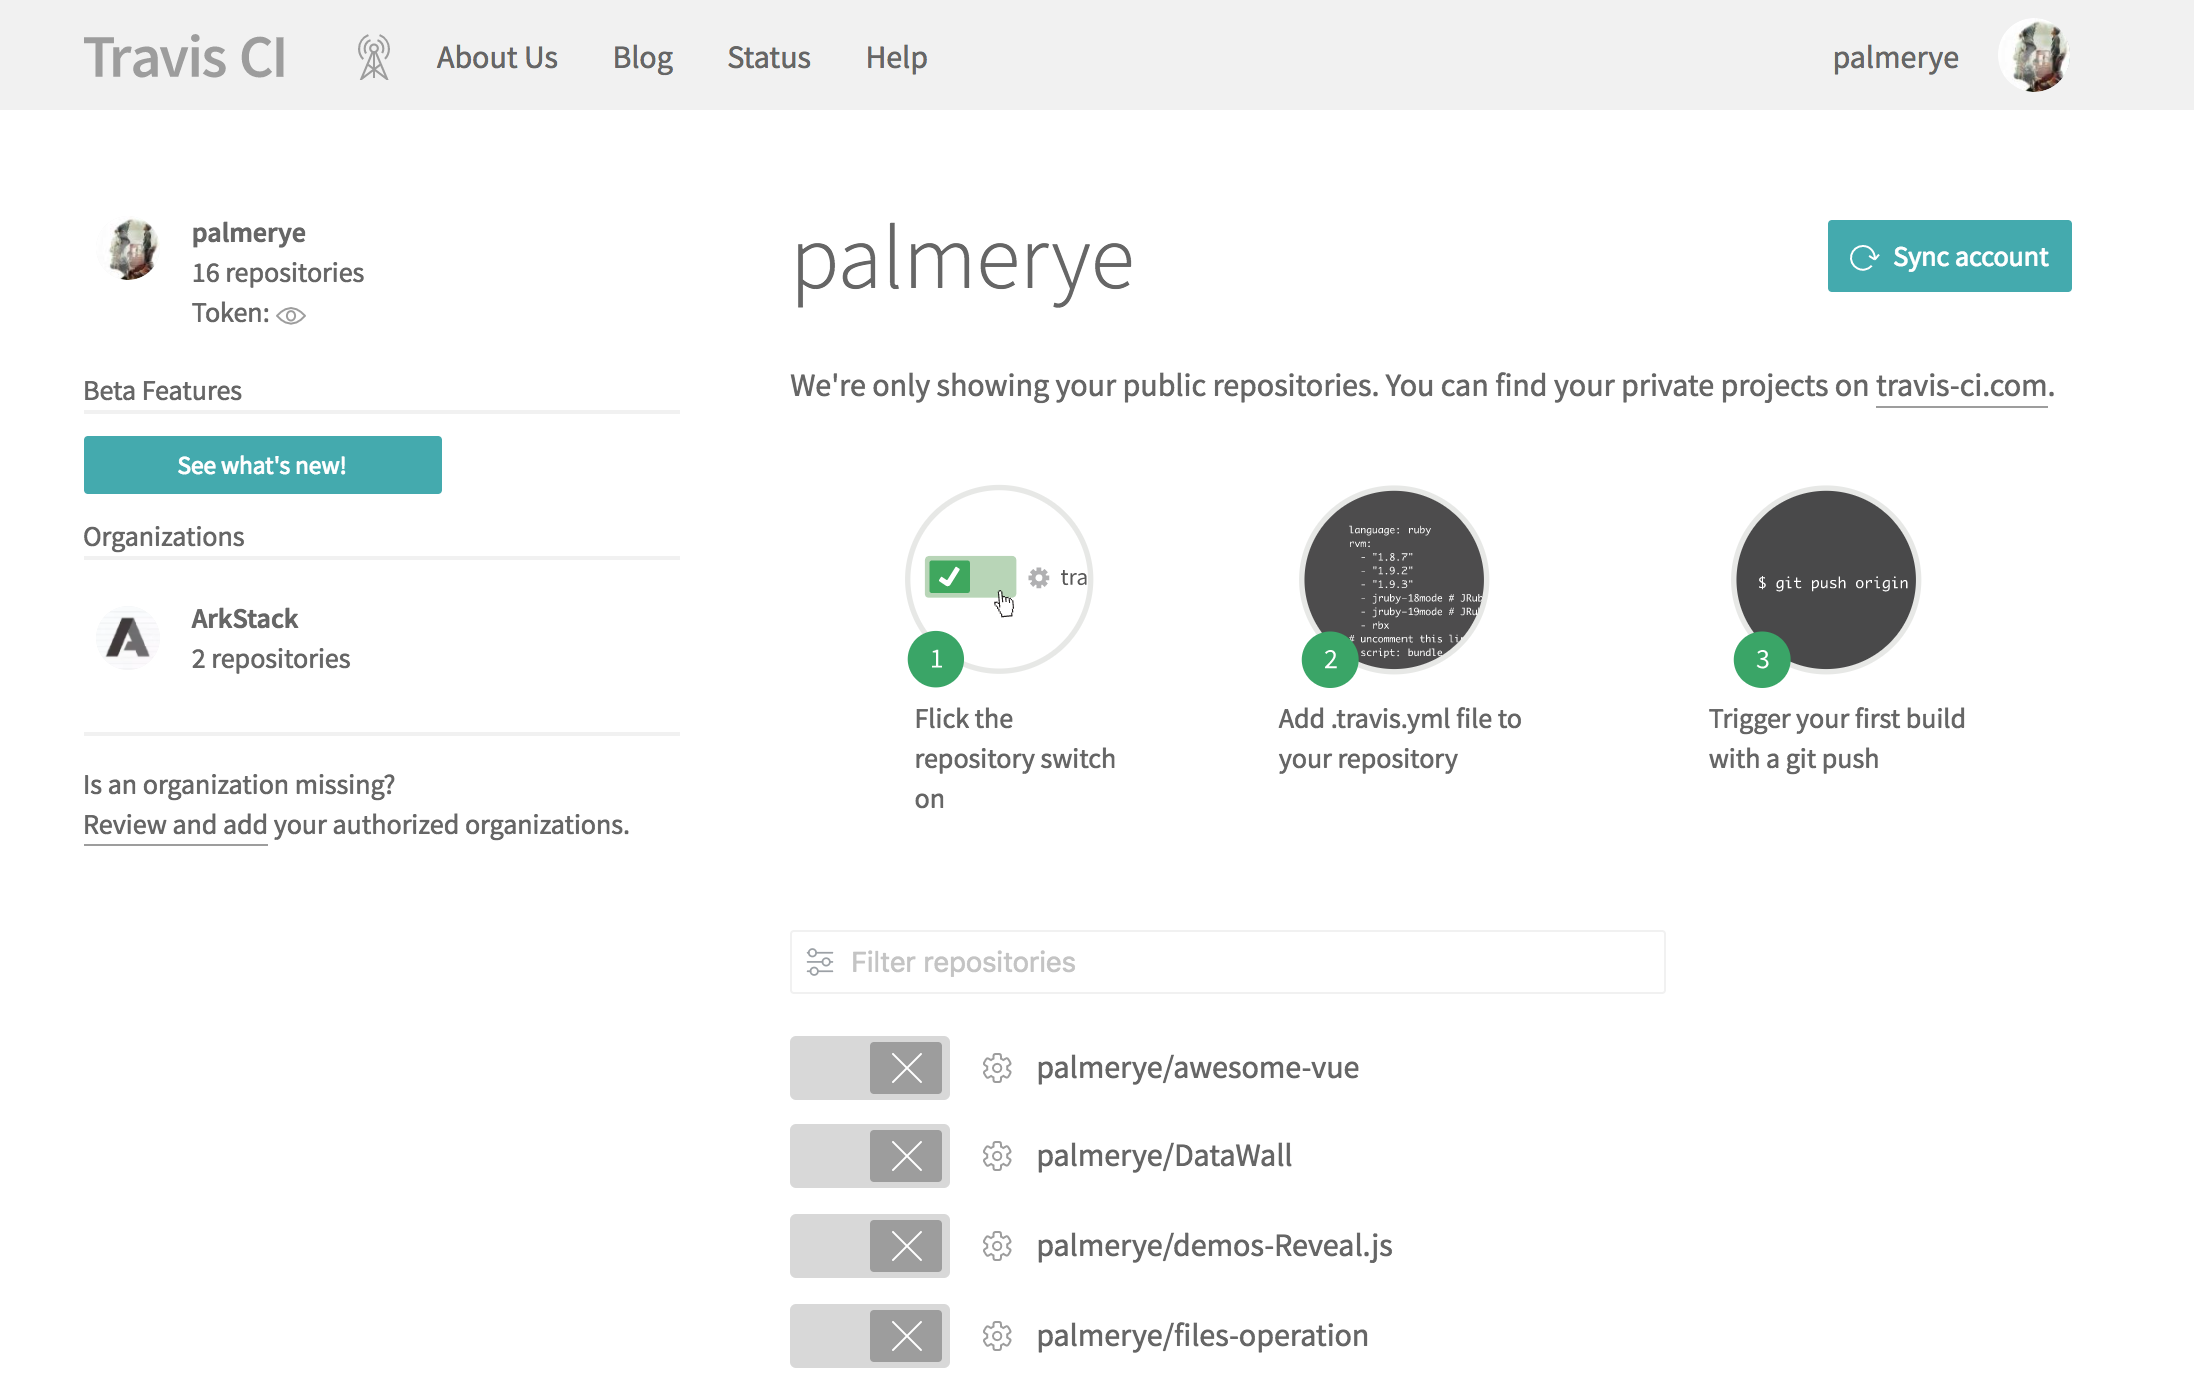 Travis CI
About Us
Blog
Status
Help
palmerye
palmerye
16 repositories
Token:
Beta Features
See what's new!
Organizations
ArkStack
2 repositories
Is an organization missing?
Review and add your authorized organizations.
palmerye
Sync account
We're only showing your public repositories. You can find your private projects on travis-ci.com.
tra
1
Flick the
repository switch
on
language: ruby
rvm:
- "1.8.7"
- "1.9.2"
- "1.9.3"
- jruby-18mode # JRub
- jruby-19mode # JRu
- rbx
# uncomment this li
script: bundle
2
Add .travis.yml file to
your repository
$ git push origin
3
Trigger your first build
with a git push
Filter repositories
palmerye/awesome-vue
palmerye/DataWall
palmerye/demos-Reveal.js
palmerye/files-operation